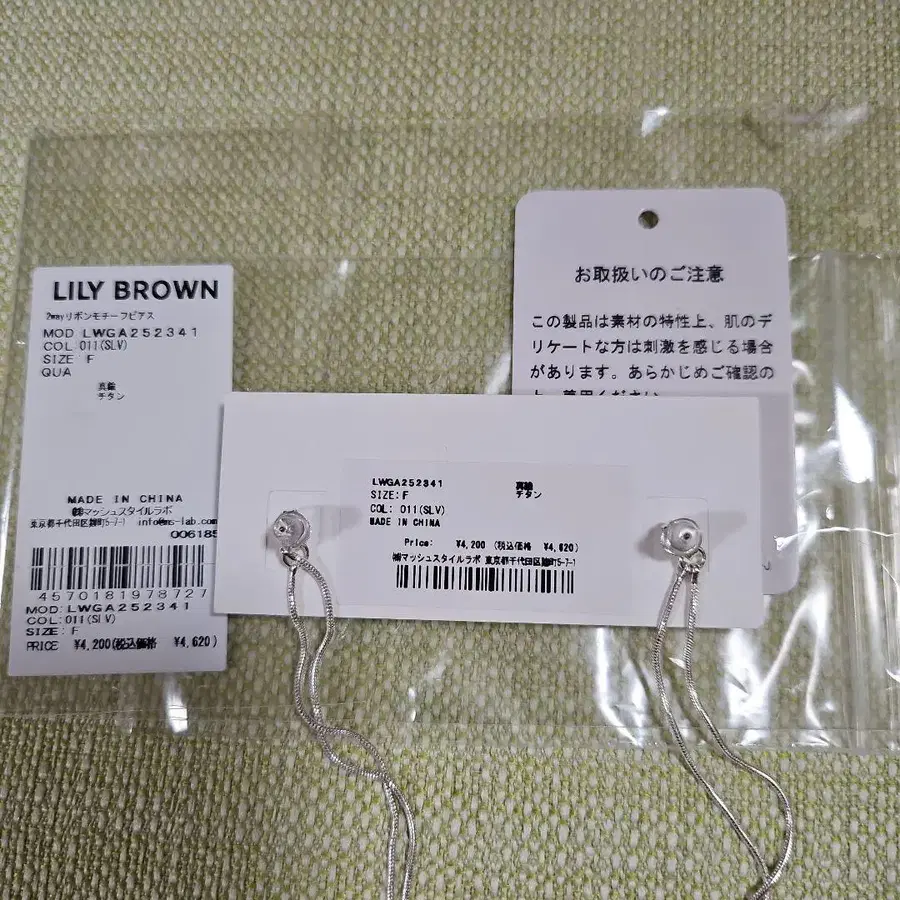 LILY BROWN
2wayリボンモチーフピアス
MOD:LWGA252341
COL:011(SLV)
SIZE: F
QUA
真鍮
チタン
MADE IN CHINA
㈱マッシュスタイルラボ
東京都千代田区麹町5-7-1 info@ms-lab.com
006185
4570181978727
MOD:LWGA252341
COL:011(SLV)
SIZE: F
PRICE ¥4,200(税込価格 ¥4,620)
LWGA252341
SIZE:F
COL: 011(SLV)
MADE IN CHINA
真鍮
チタン
Price: ¥4,200 (税込価格 ¥4,620)
㈱マッシュスタイルラボ 東京都千代田区麹町5-7-1
お取扱いのご注意
この製品は素材の特性上、肌のデ
リケートな方は刺激を感じる場合
があります。あらかじめご確認の